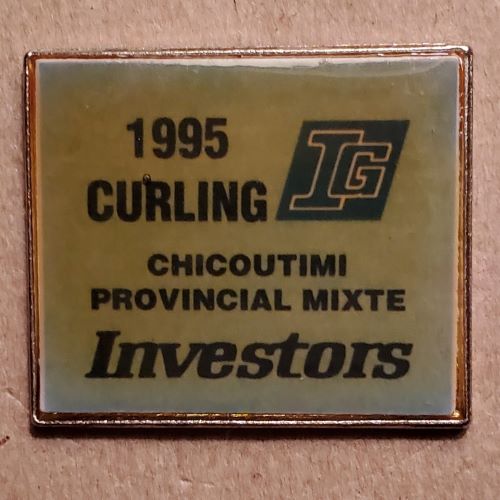 1995
CURLING
IG
CHICOUTIMI
PROVINCIAL MIXTE
Investors